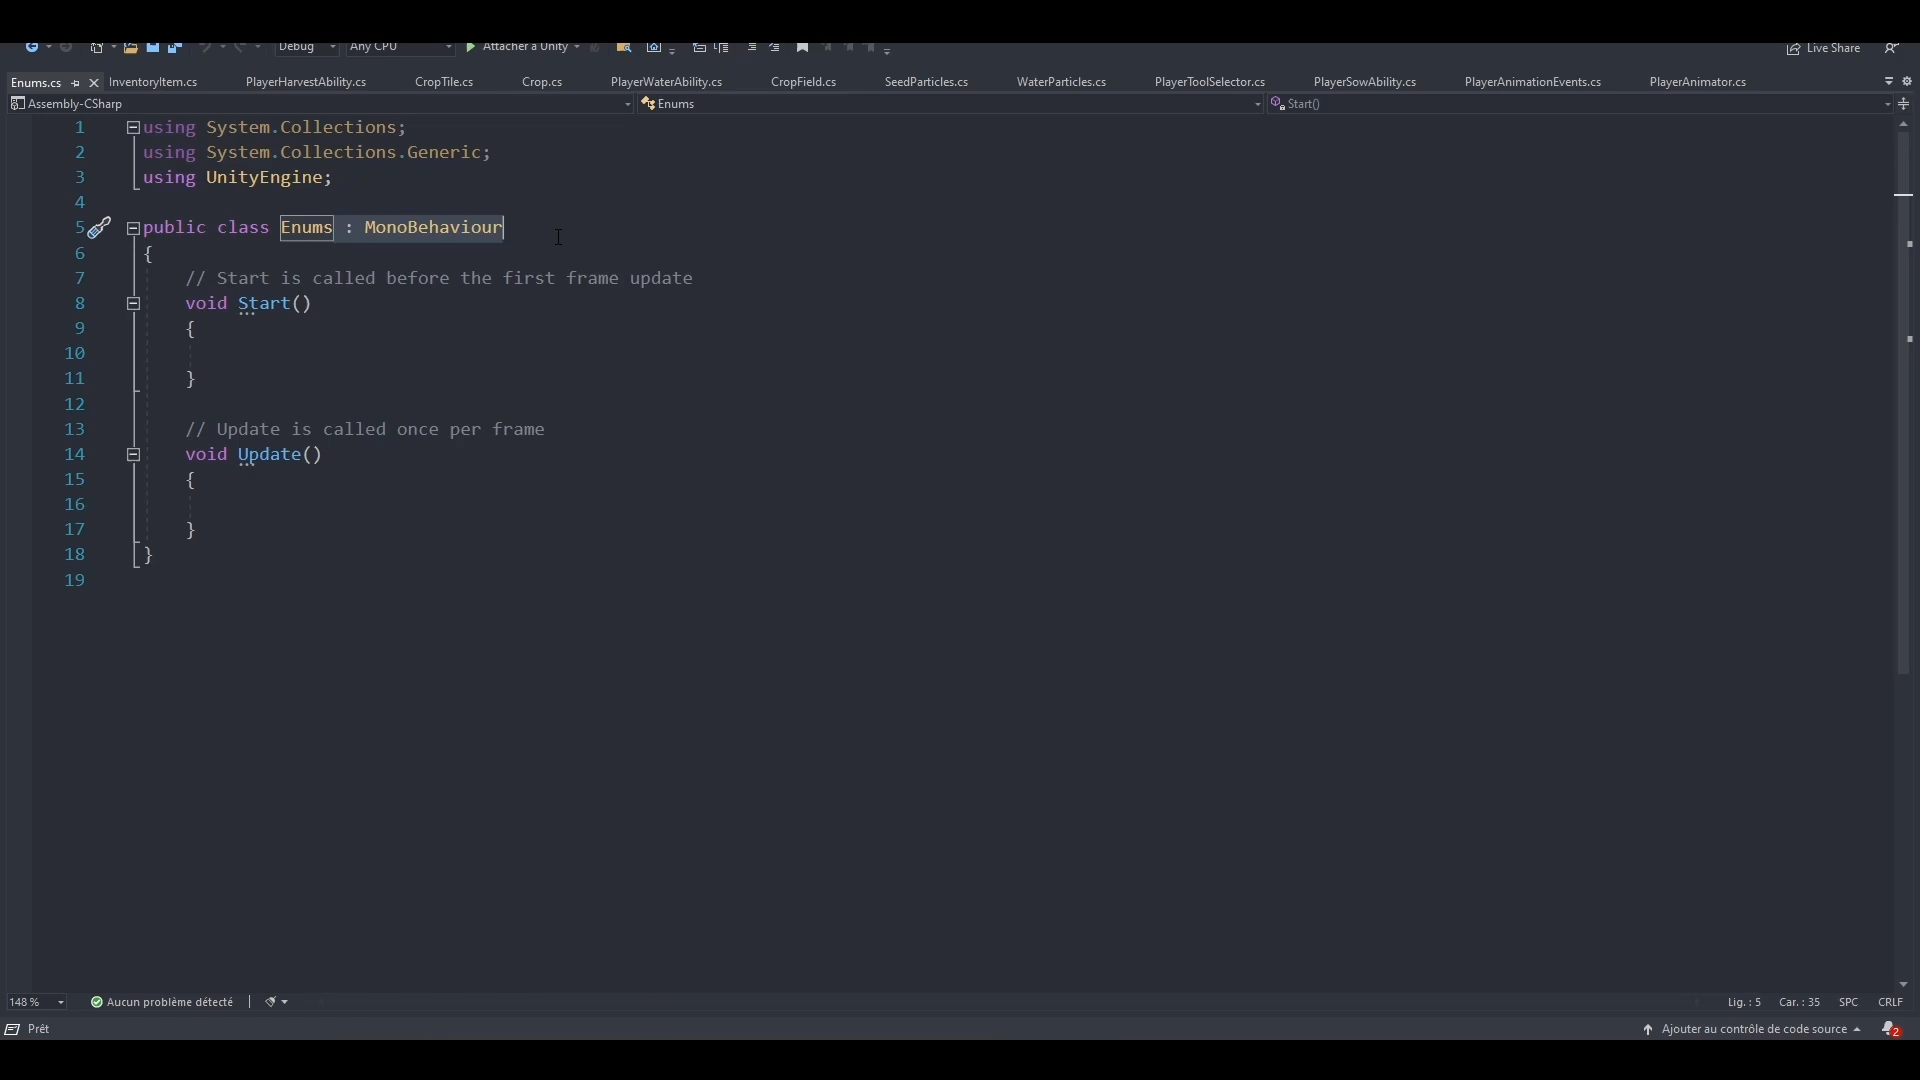 Debug Any CPU Attacher à Unity Live Share
Enums.cs InventoryItem.cs PlayerHarvestAbility.cs CropTile.cs Crop.cs PlayerWaterAbility.cs CropField.cs SeedParticles.cs WaterParticles.cs PlayerToolSelector.cs PlayerSowAbility.cs PlayerAnimationEvents.cs PlayerAnimator.cs
Assembly-CSharp Enums Start()
1 using System.Collections;
2 using System.Collections.Generic;
3 using UnityEngine;
4
5 public class Enums : MonoBehaviour
6 {
7 // Start is called before the first frame update
8 void Start()
9 {
10
11 }
12
13 // Update is called once per frame
14 void Update()
15 {
16
17 }
18 }
19
148 % Aucun problème détecté Lig. : 5 Car. : 35 SPC CRLF
Prêt Ajouter au contrôle de code source 2